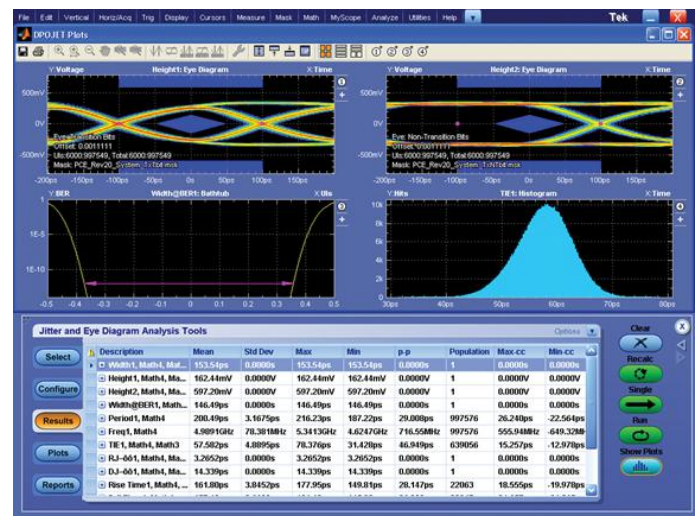 File Edit Vertical Horiz/Acq Trig Display Cursors Measure Mask Math MyScope Analyze Utilities Help Tek
DPOJET Plots
Y:Voltage Height1: Eye Diagram X:Time
500mV
0V
-500mV
Eye: Transition Bits
Offset: 0.0011111
UIs:6000:997549, Total:6000:997549
Mask:
-200ps -150ps -100ps -50ps 0s 50ps 100ps 150ps
Y:Voltage Height2: Eye Diagram X:Time
500mV
0V
-500mV
Eye: Non-Transition Bits
Offset: 0.0011111
UIs:6000:997549, Total:6000:997549
Mask:
-200ps -150ps -100ps -50ps 0s 50ps 100ps 150ps
Y:BER Width@BER1: Bathtub X:UIs
1
1E-5
1E-10
-0.5 -0.4 -0.3 -0.2 -0.1 0 0.1 0.2 0.3 0.4 0.5
Y:Hits TIE1: Histogram X:Time
10k
8k
6k
4k
2k
0
30ps 40ps 50ps 60ps 70ps 80ps
Jitter and Eye Diagram Analysis Tools
Options
Clear
Select
Configure
Results
Plots
Reports
Description Mean Std Dev Max Min p-p Population Max-cc Min-cc
Width1, Math4, Mat... 153.54ps 0.0000s 153.54ps 153.54ps 0.0000s 1 0.0000s 0.0000s
Height1, Math4, Ma... 162.44mV 0.0000V 162.44mV 162.44mV 0.0000V 1 0.0000V 0.0000V
Height2, Math4, Ma... 597.20mV 0.0000V 597.20mV 597.20mV 0.0000V 1 0.0000V 0.0000V
Width@BER1, Math... 146.49ps 0.0000s 146.49ps 146.49ps 0.0000s 1 0.0000s 0.0000s
Period1, Math4 200.49ps 3.1675ps 216.23ps 187.22ps 29.008ps 997576 26.240ps -22.564ps
Freq1, Math4 4.9891GHz 78.381MHz 5.3413GHz 4.6247GHz 716.55MHz 997575 555.94MHz -649.32MH
TIE1, Math4, Math3 57.582ps 4.8895ps 78.376ps 31.428ps 46.949ps 639056 15.257ps -12.978ps
RJ-δδ1, Math4, Ma... 3.2652ps 0.0000s 3.2652ps 3.2652ps 0.0000s 1 0.0000s 0.0000s
DJ-δδ1, Math4, Ma... 14.339ps 0.0000s 14.339ps 14.339ps 0.0000s 1 0.0000s 0.0000s
Rise Time1, Math4, ... 161.80ps 3.8452ps 177.95ps 149.81ps 28.147ps 22063 18.555ps -19.978ps
Recalc
Single
Run
Show Plots